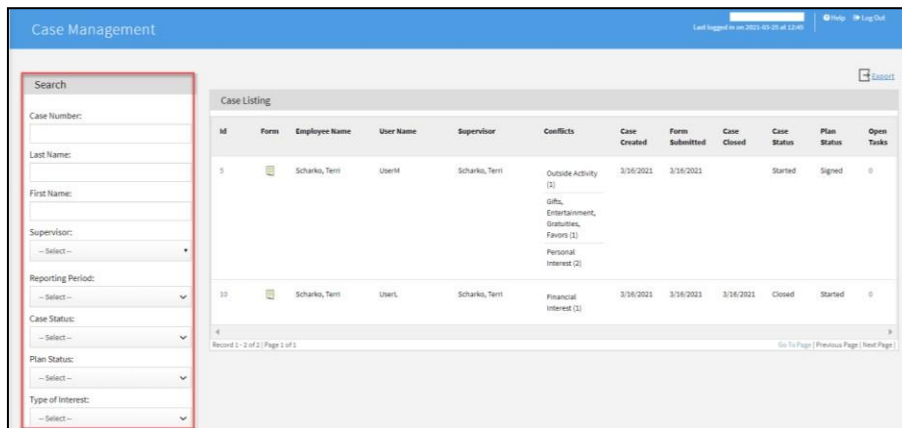 Case Management
Last logged in on 2021-03-25 at 12:45
Help
Log Out
Export
Search
Case Number:
Last Name:
First Name:
Supervisor:
-- Select --
Reporting Period:
-- Select --
Case Status:
-- Select --
Plan Status:
-- Select --
Type of Interest:
-- Select --
Case Listing
Id Form Employee Name User Name Supervisor Conflicts Case Created Form Submitted Case Closed Case Status Plan Status Open Tasks
5 Scharko, Terri UserM Scharko, Terri Outside Activity (1) 3/16/2021 3/16/2021 Started Signed 0
Gifts, Entertainment, Gratuities, Favors (1)
Personal Interest (2)
10 Scharko, Terri UserL Scharko, Terri Financial Interest (1) 3/16/2021 3/16/2021 3/16/2021 Closed Started 0
Record 1 - 2 of 2 | Page 1 of 1
Go To Page | Previous Page | Next Page |